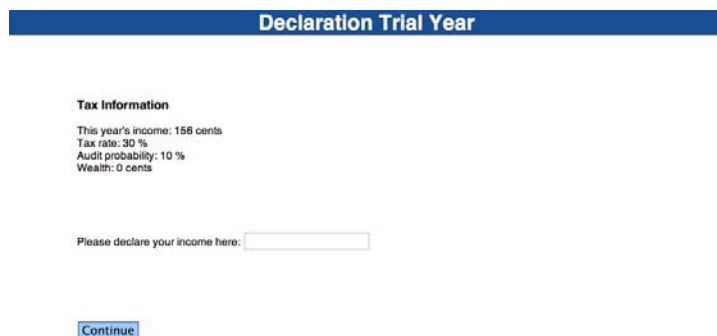 Declaration Trial Year
Tax Information
This year's income: 156 cents
Tax rate: 30 %
Audit probability: 10 %
Wealth: 0 cents
Please declare your income here:
Continue